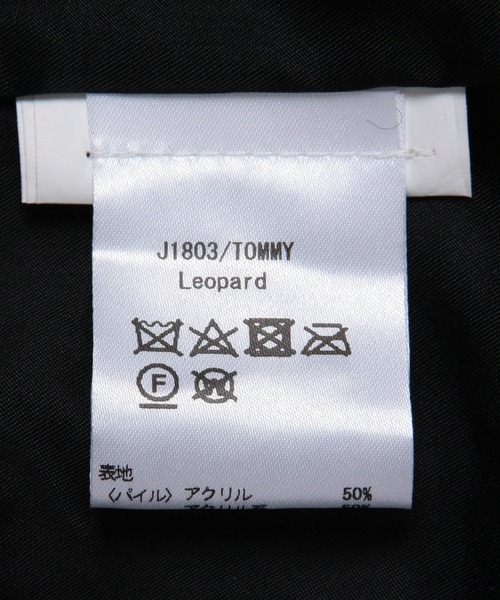 J1803/TOMMY
Leopard
F
W
表地
〈パイル〉アクリル 50%